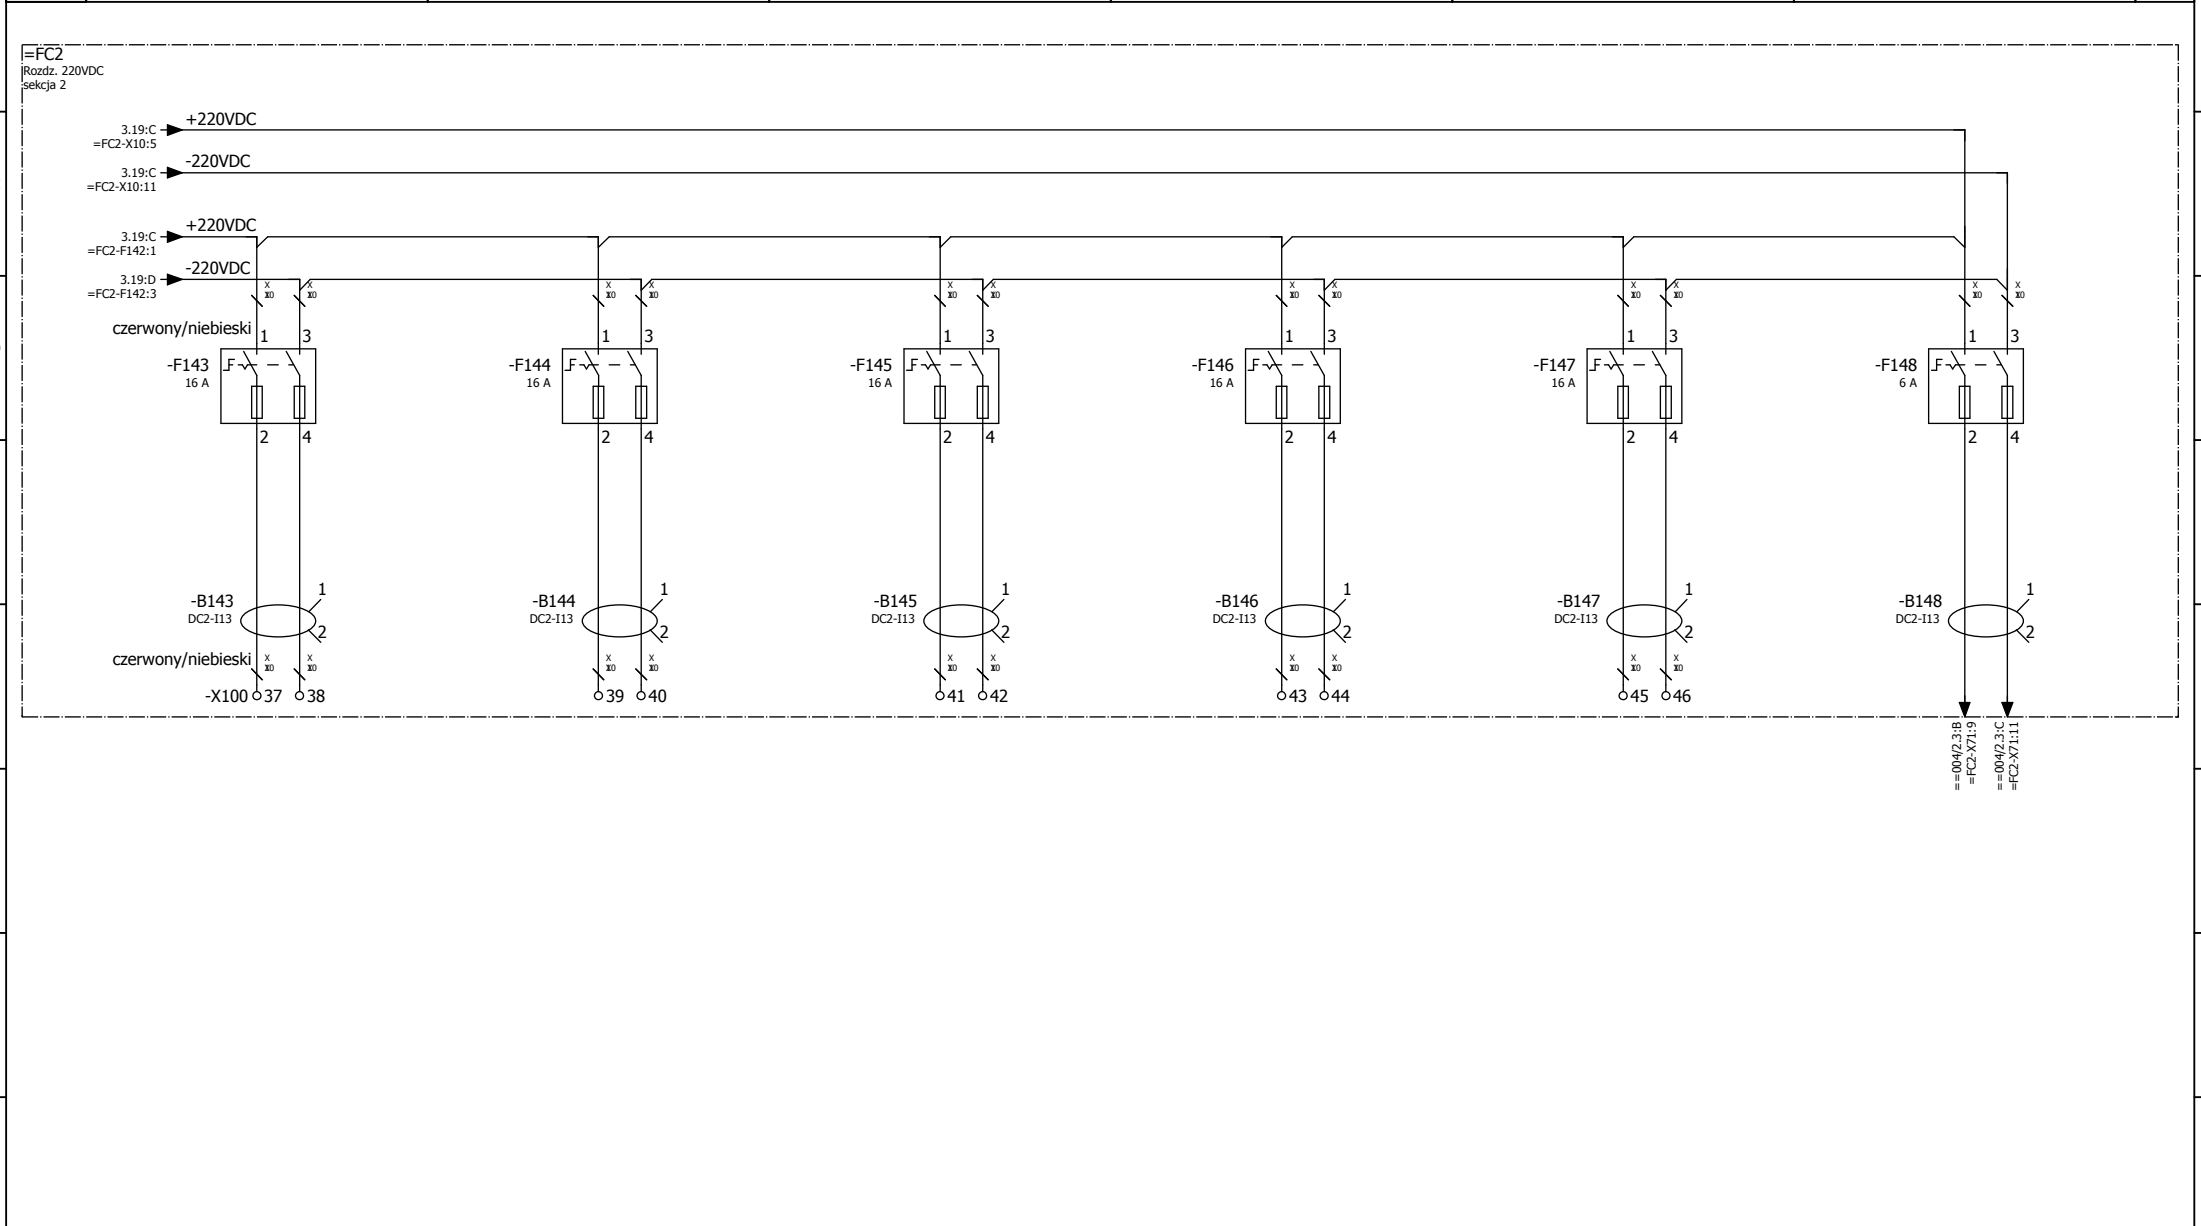 =FC2
Rozdz. 220VDC
sekcja 2
+220VDC
3.19:C
=FC2-X10:5
-220VDC
3.19:C
=FC2-X10:11
+220VDC
3.19:C
=FC2-F142:1
-220VDC
3.19:D
=FC2-F142:3
x x x x x x x x x x x x
czerwony/niebieski
1 3 1 3 1 3 1 3 1 3 1 3
-F143 -F144 -F145 -F146 -F147 -F148
16 A 16 A 16 A 16 A 16 A 6 A
2 4 2 4 2 4 2 4 2 4 2 4
1 1 1 1 1 1
-B143 -B144 -B145 -B146 -B147 -B148
DC2-I13 DC2-I13 DC2-I13 DC2-I13 DC2-I13 DC2-I13
2 2 2 2 2 2
czerwony/niebieski
x x x x x x x x x x
-X100 37 38 39 40 41 42 43 44 45 46
==004/2.3:B
=FC2-X71:9
==004/2.3:C
=FC2-X71:11